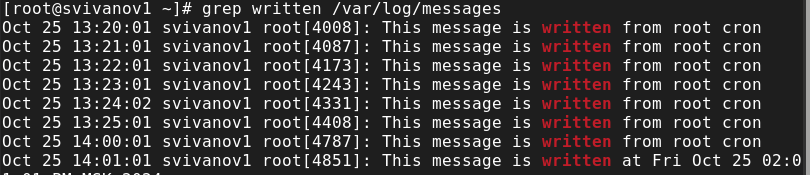 [root@svivanov1 ~]# grep written /var/log/messages
Oct 25 13:20:01 svivanov1 root[4008]: This message is written from root cron
Oct 25 13:21:01 svivanov1 root[4087]: This message is written from root cron
Oct 25 13:22:01 svivanov1 root[4173]: This message is written from root cron
Oct 25 13:23:01 svivanov1 root[4243]: This message is written from root cron
Oct 25 13:24:02 svivanov1 root[4331]: This message is written from root cron
Oct 25 13:25:01 svivanov1 root[4408]: This message is written from root cron
Oct 25 14:00:01 svivanov1 root[4787]: This message is written from root cron
Oct 25 14:01:01 svivanov1 root[4851]: This message is written at Fri Oct 25 02:0
1:01 PM MSK 2024